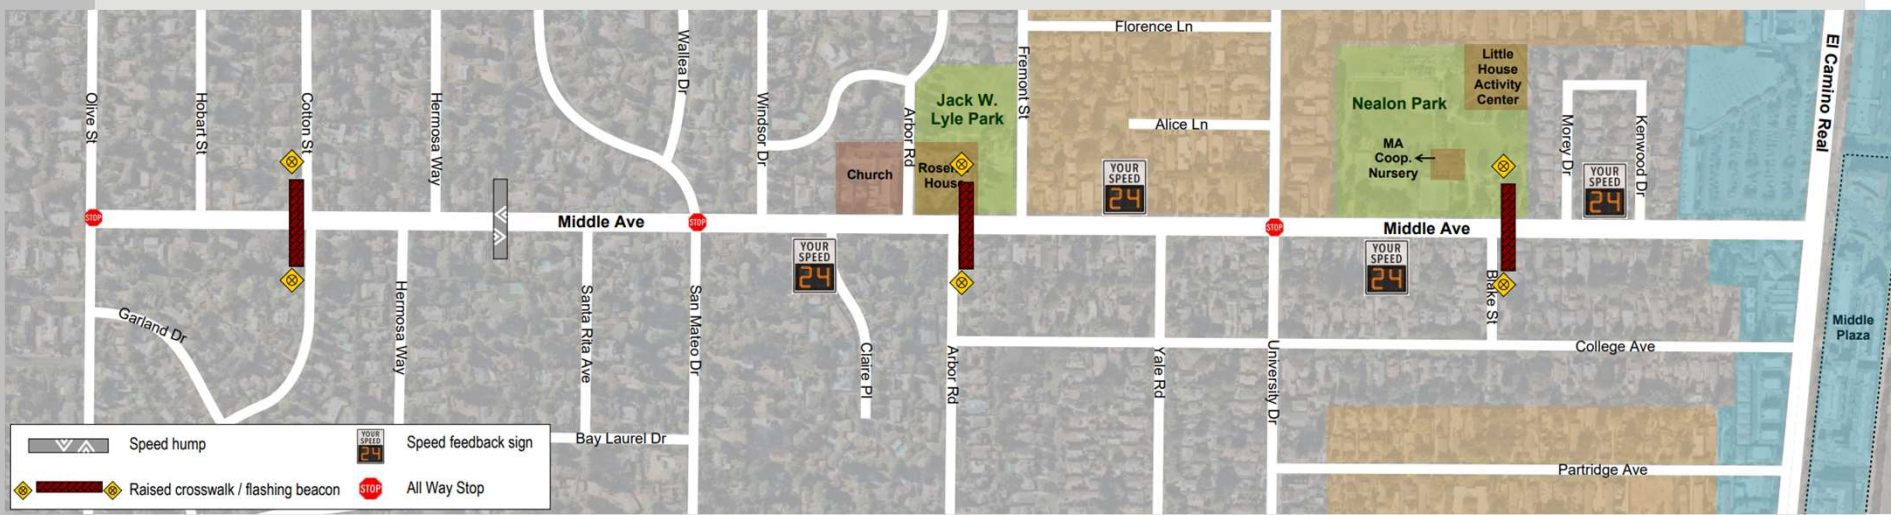 Florence Ln
El Camino Real
Little
House
Activity
Center
Wallea Dr
Fremont St
Jack W.
Lyle Park
Nealon Park
Olive St
Hobart St
Cotton St
Hermosa Way
Windsor Dr
Arbor Rd
Alice Ln
Morey Dr
Kenwood Dr
MA
Coop.
Nursery
Church
House
YOUR
SPEED
24
YOUR
SPEED
24
STOP
Middle Ave
STOP
STOP
Middle Ave
YOUR
SPEED
24
YOUR
SPEED
24
Blake St
Garland Dr
Hermosa Way
Santa Rita Ave
San Mateo Dr
Claire Pl
Arbor Rd
Yale Rd
University Dr
College Ave
Middle
Plaza
Bay Laurel Dr
Partridge Ave
Speed hump
YOUR
SPEED
24
Speed feedback sign
Raised crosswalk / flashing beacon
STOP
All Way Stop